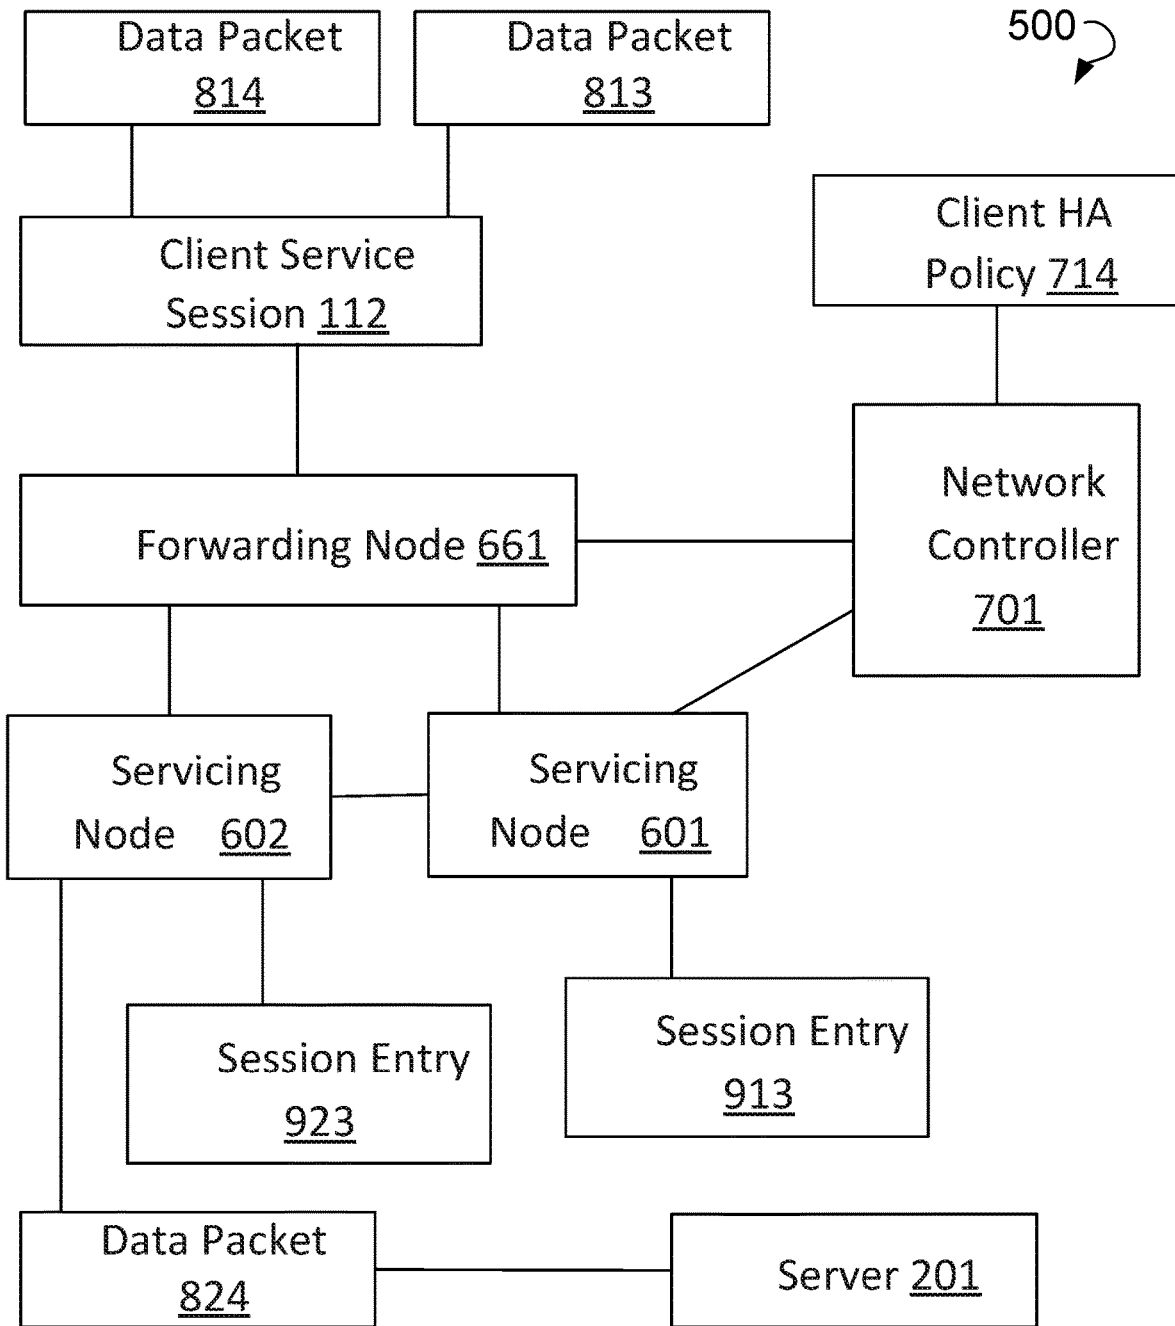 500
Data Packet
814
Data Packet
813
Client HA
Policy 714
Client Service
Session 112
Network
Controller
701
Forwarding Node 661
Servicing
Node 602
Servicing
Node 601
Session Entry
923
Session Entry
913
Data Packet
824
Server 201